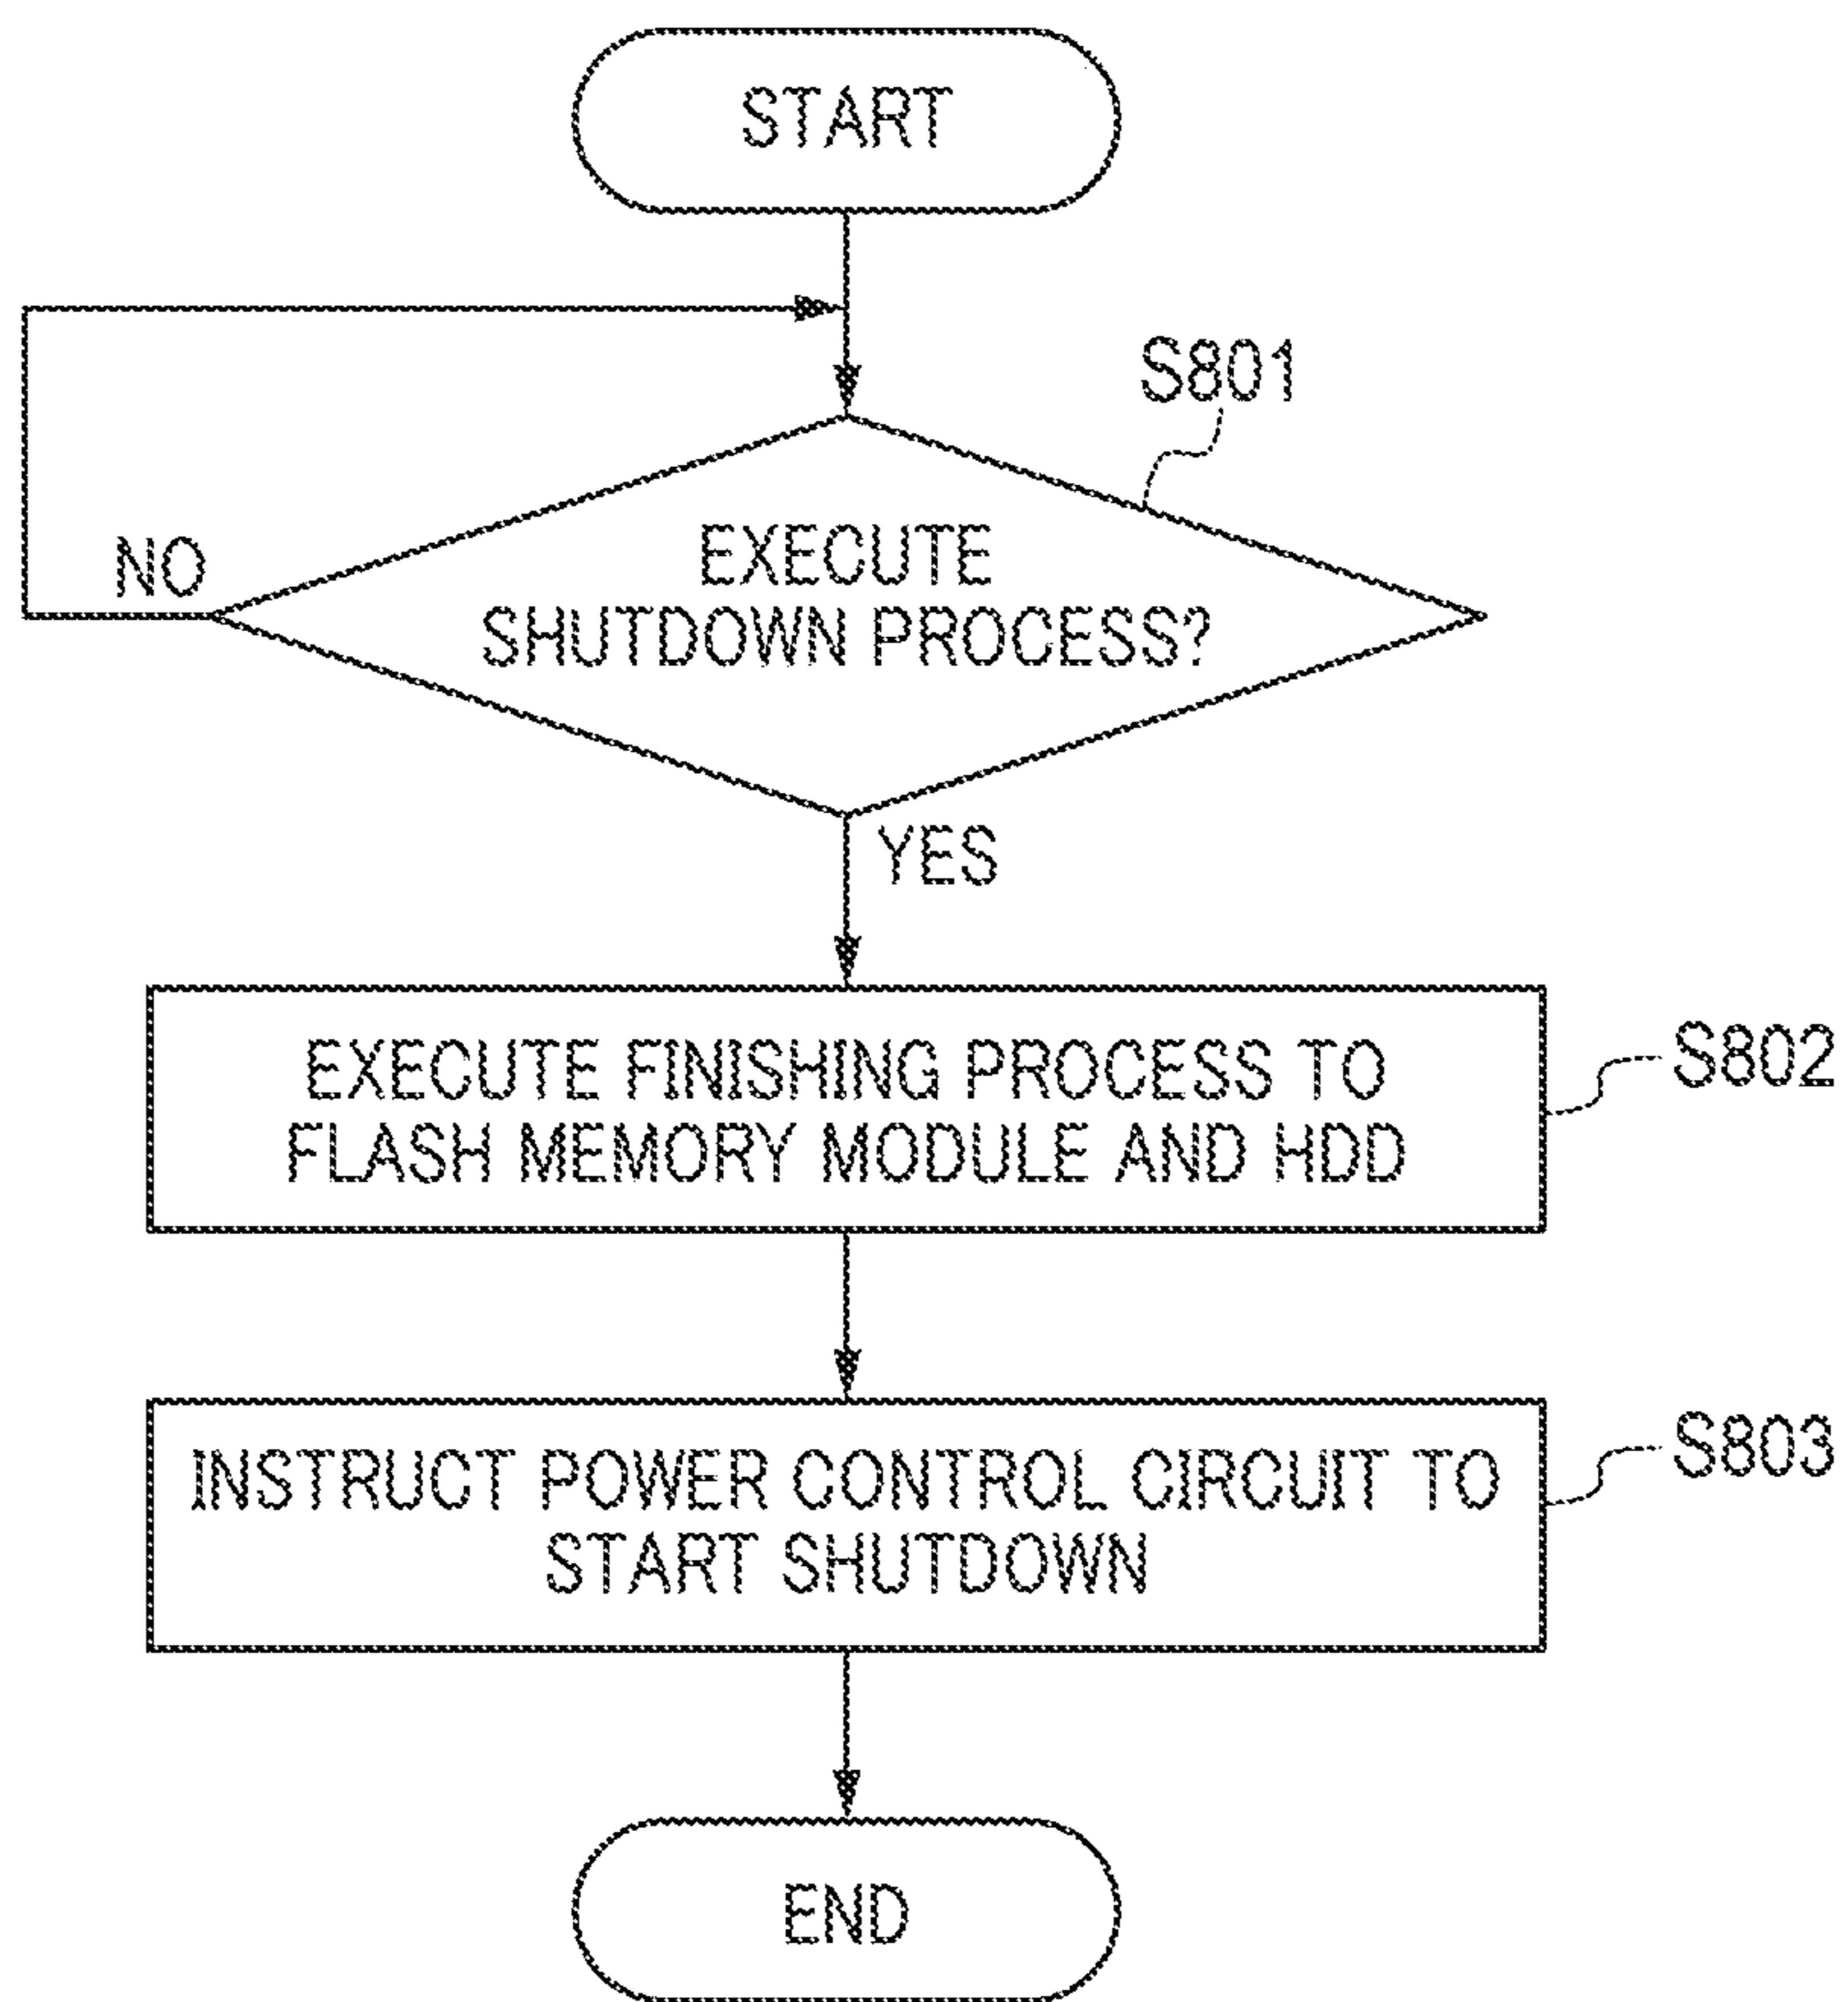 START
S801
EXECUTE
SHUTDOWN PROCESS?
NO
YES
EXECUTE FINISHING PROCESS TO
FLASH MEMORY MODULE AND HDD
S802
INSTRUCT POWER CONTROL CIRCUIT TO
START SHUTDOWN
S803
END